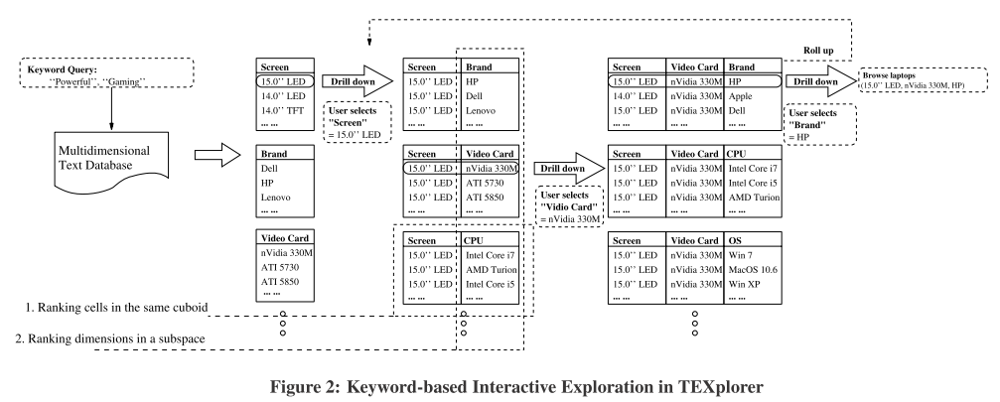 Keyword Query:
‘‘Powerful’’, ‘‘Gaming’’
Multidimensional
Text Database
Screen
15.0’’ LED
14.0’’ LED
14.0’’ TFT
... ...
Brand
Dell
HP
Lenovo
... ...
Video Card
nVidia 330M
ATI 5730
ATI 5850
... ...
Drill down
User selects
"Screen"
= 15.0’’ LED
Screen Brand
15.0’’ LED HP
15.0’’ LED Dell
15.0’’ LED Lenovo
... ... ... ...
Screen Video Card
15.0’’ LED nVidia 330M
15.0’’ LED ATI 5730
15.0’’ LED ATI 5850
... ... ... ...
Screen CPU
15.0’’ LED Intel Core i7
15.0’’ LED AMD Turion
15.0’’ LED Intel Core i5
... ... ... ...
Drill down
User selects
"Vidio Card"
= nVidia 330M
Screen Video Card Brand
15.0’’ LED nVidia 330M HP
14.0’’ LED nVidia 330M Apple
15.0’’ LED nVidia 330M Dell
... ... ... ... ... ...
Screen Video Card CPU
15.0’’ LED nVidia 330M Intel Core i7
15.0’’ LED nVidia 330M Intel Core i5
15.0’’ LED nVidia 330M AMD Turion
... ... ... ... ... ...
Screen Video Card OS
15.0’’ LED nVidia 330M Win 7
15.0’’ LED nVidia 330M MacOS 10.6
15.0’’ LED nVidia 330M Win XP
... ... ... ... ... ...
Roll up
Drill down
User selects
"Brand"
= HP
Browse laptops
(15.0’’ LED, nVidia 330M, HP)
1. Ranking cells in the same cuboid
2. Ranking dimensions in a subspace
Figure 2: Keyword-based Interactive Exploration in TEXplorer